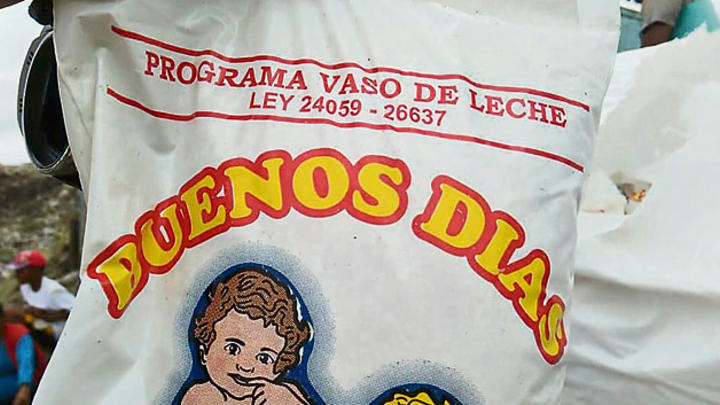 PROGRAMA VASO DE LECHE
LEY 24059 - 26637
BUENOS DIAS